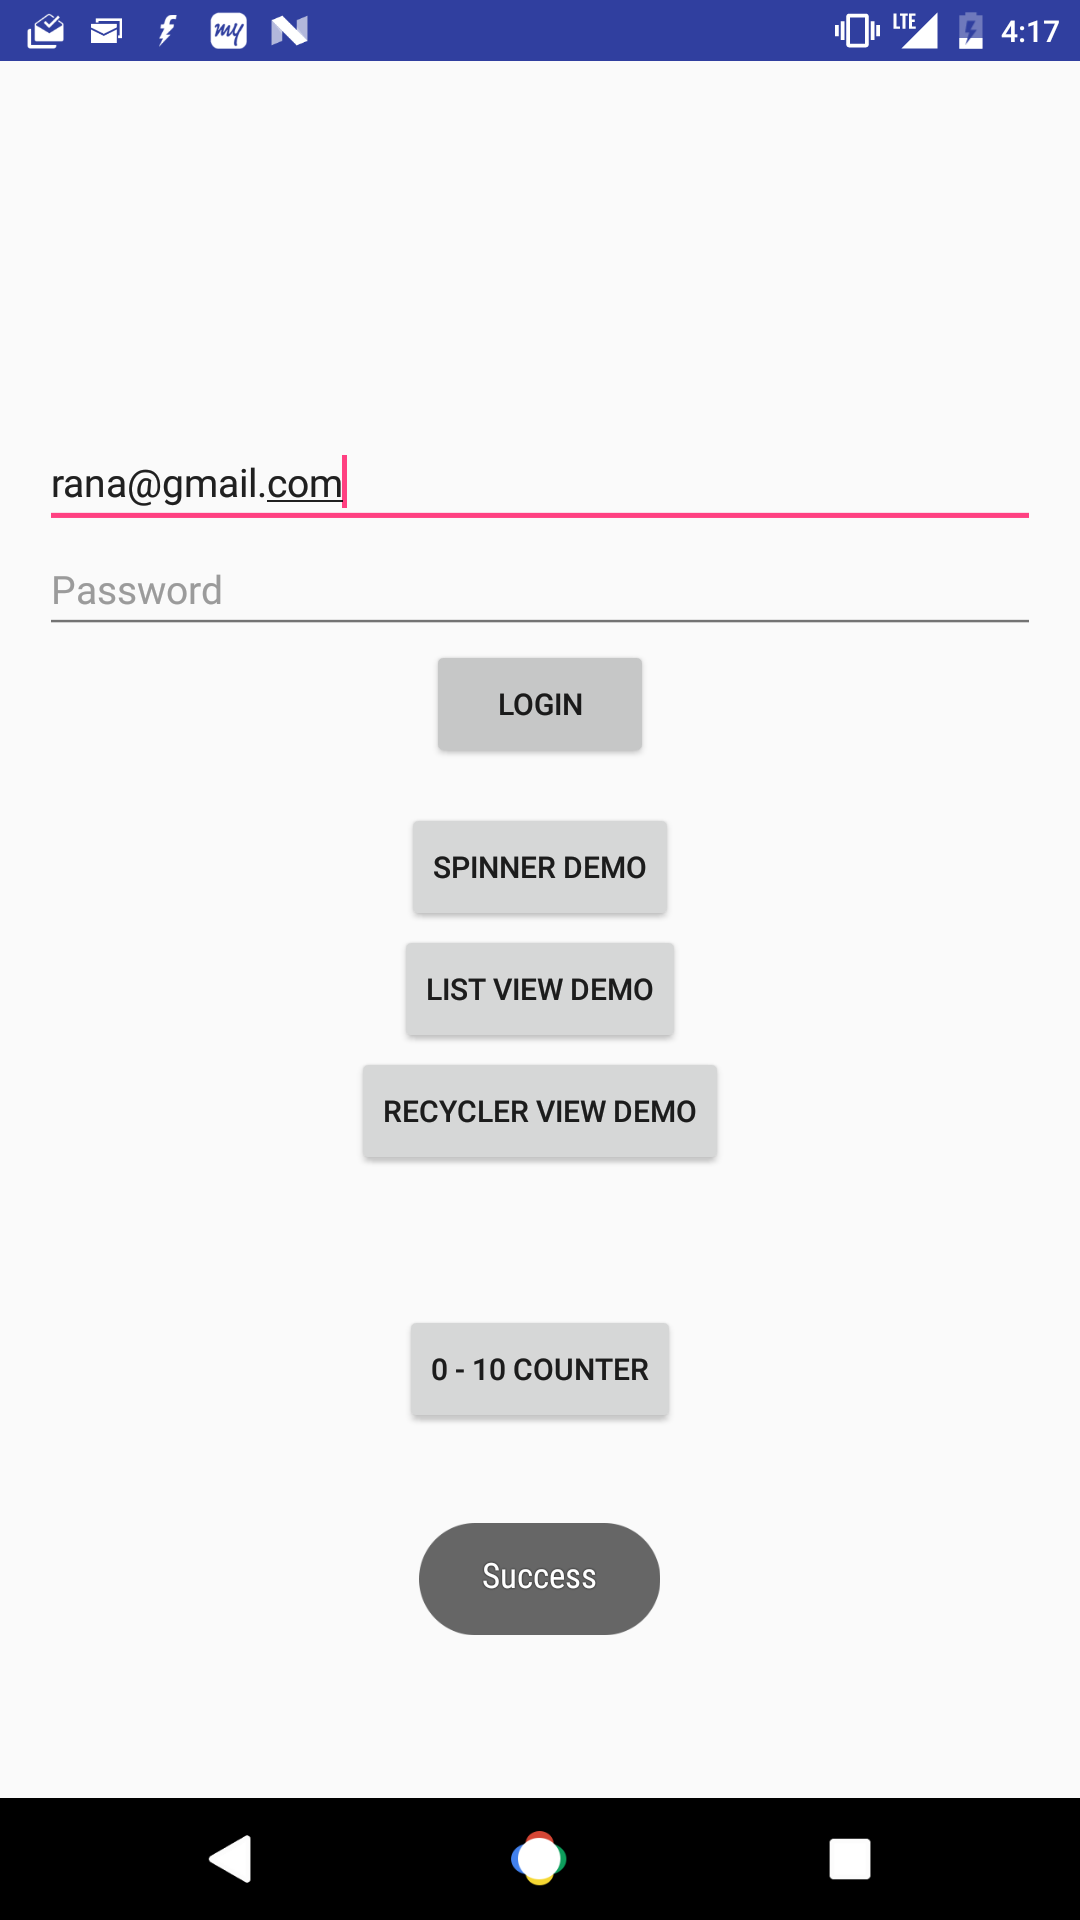 my LTE 4:17
rana@gmail.com
Password
LOGIN
SPINNER DEMO
LIST VIEW DEMO
RECYCLER VIEW DEMO
0 - 10 COUNTER
Success